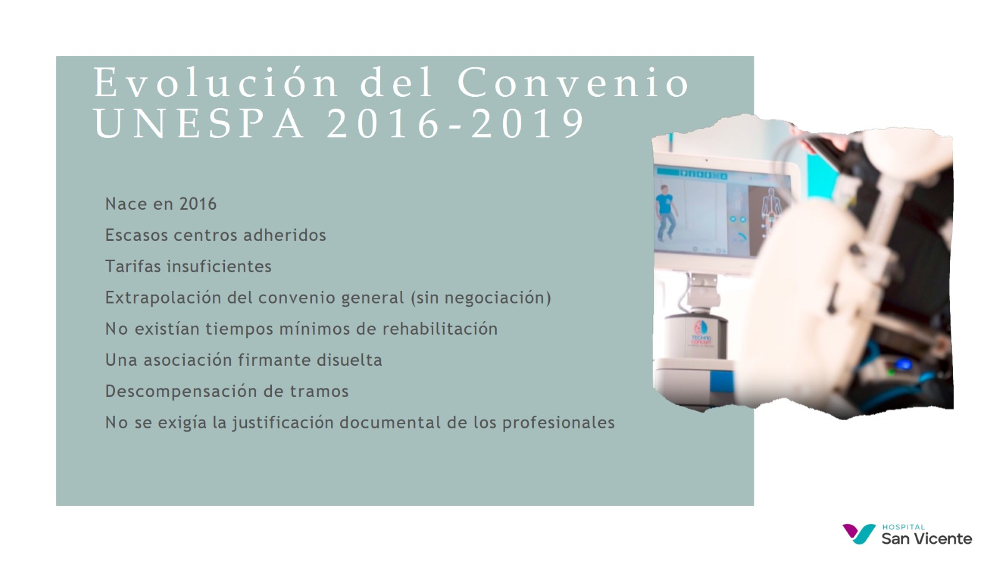 Evolución del Convenio
UNESPA 2016-2019
Nace en 2016
Escasos centros adheridos
Tarifas insuficientes
Extrapolación del convenio general (sin negociación)
No existían tiempos mínimos de rehabilitación
Una asociación firmante disuelta
Descompensación de tramos
No se exigía la justificación documental de los profesionales
TECHNO
CONCEPT
HOSPITAL
San Vicente